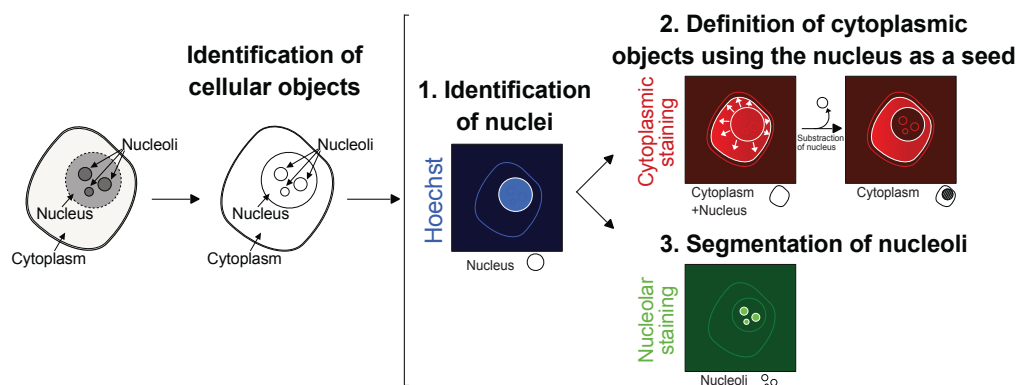 Identification of
cellular objects
Nucleoli
Nucleus
Cytoplasm
Nucleoli
Nucleus
Cytoplasm
1. Identification
of nuclei
Hoechst
Nucleus
2. Definition of cytoplasmic
objects using the nucleus as a seed
Cytoplasmic
staining
Substraction
of nucleus
Cytoplasm
+Nucleus
Cytoplasm
3. Segmentation of nucleoli
Nucleolar
staining
Nucleoli